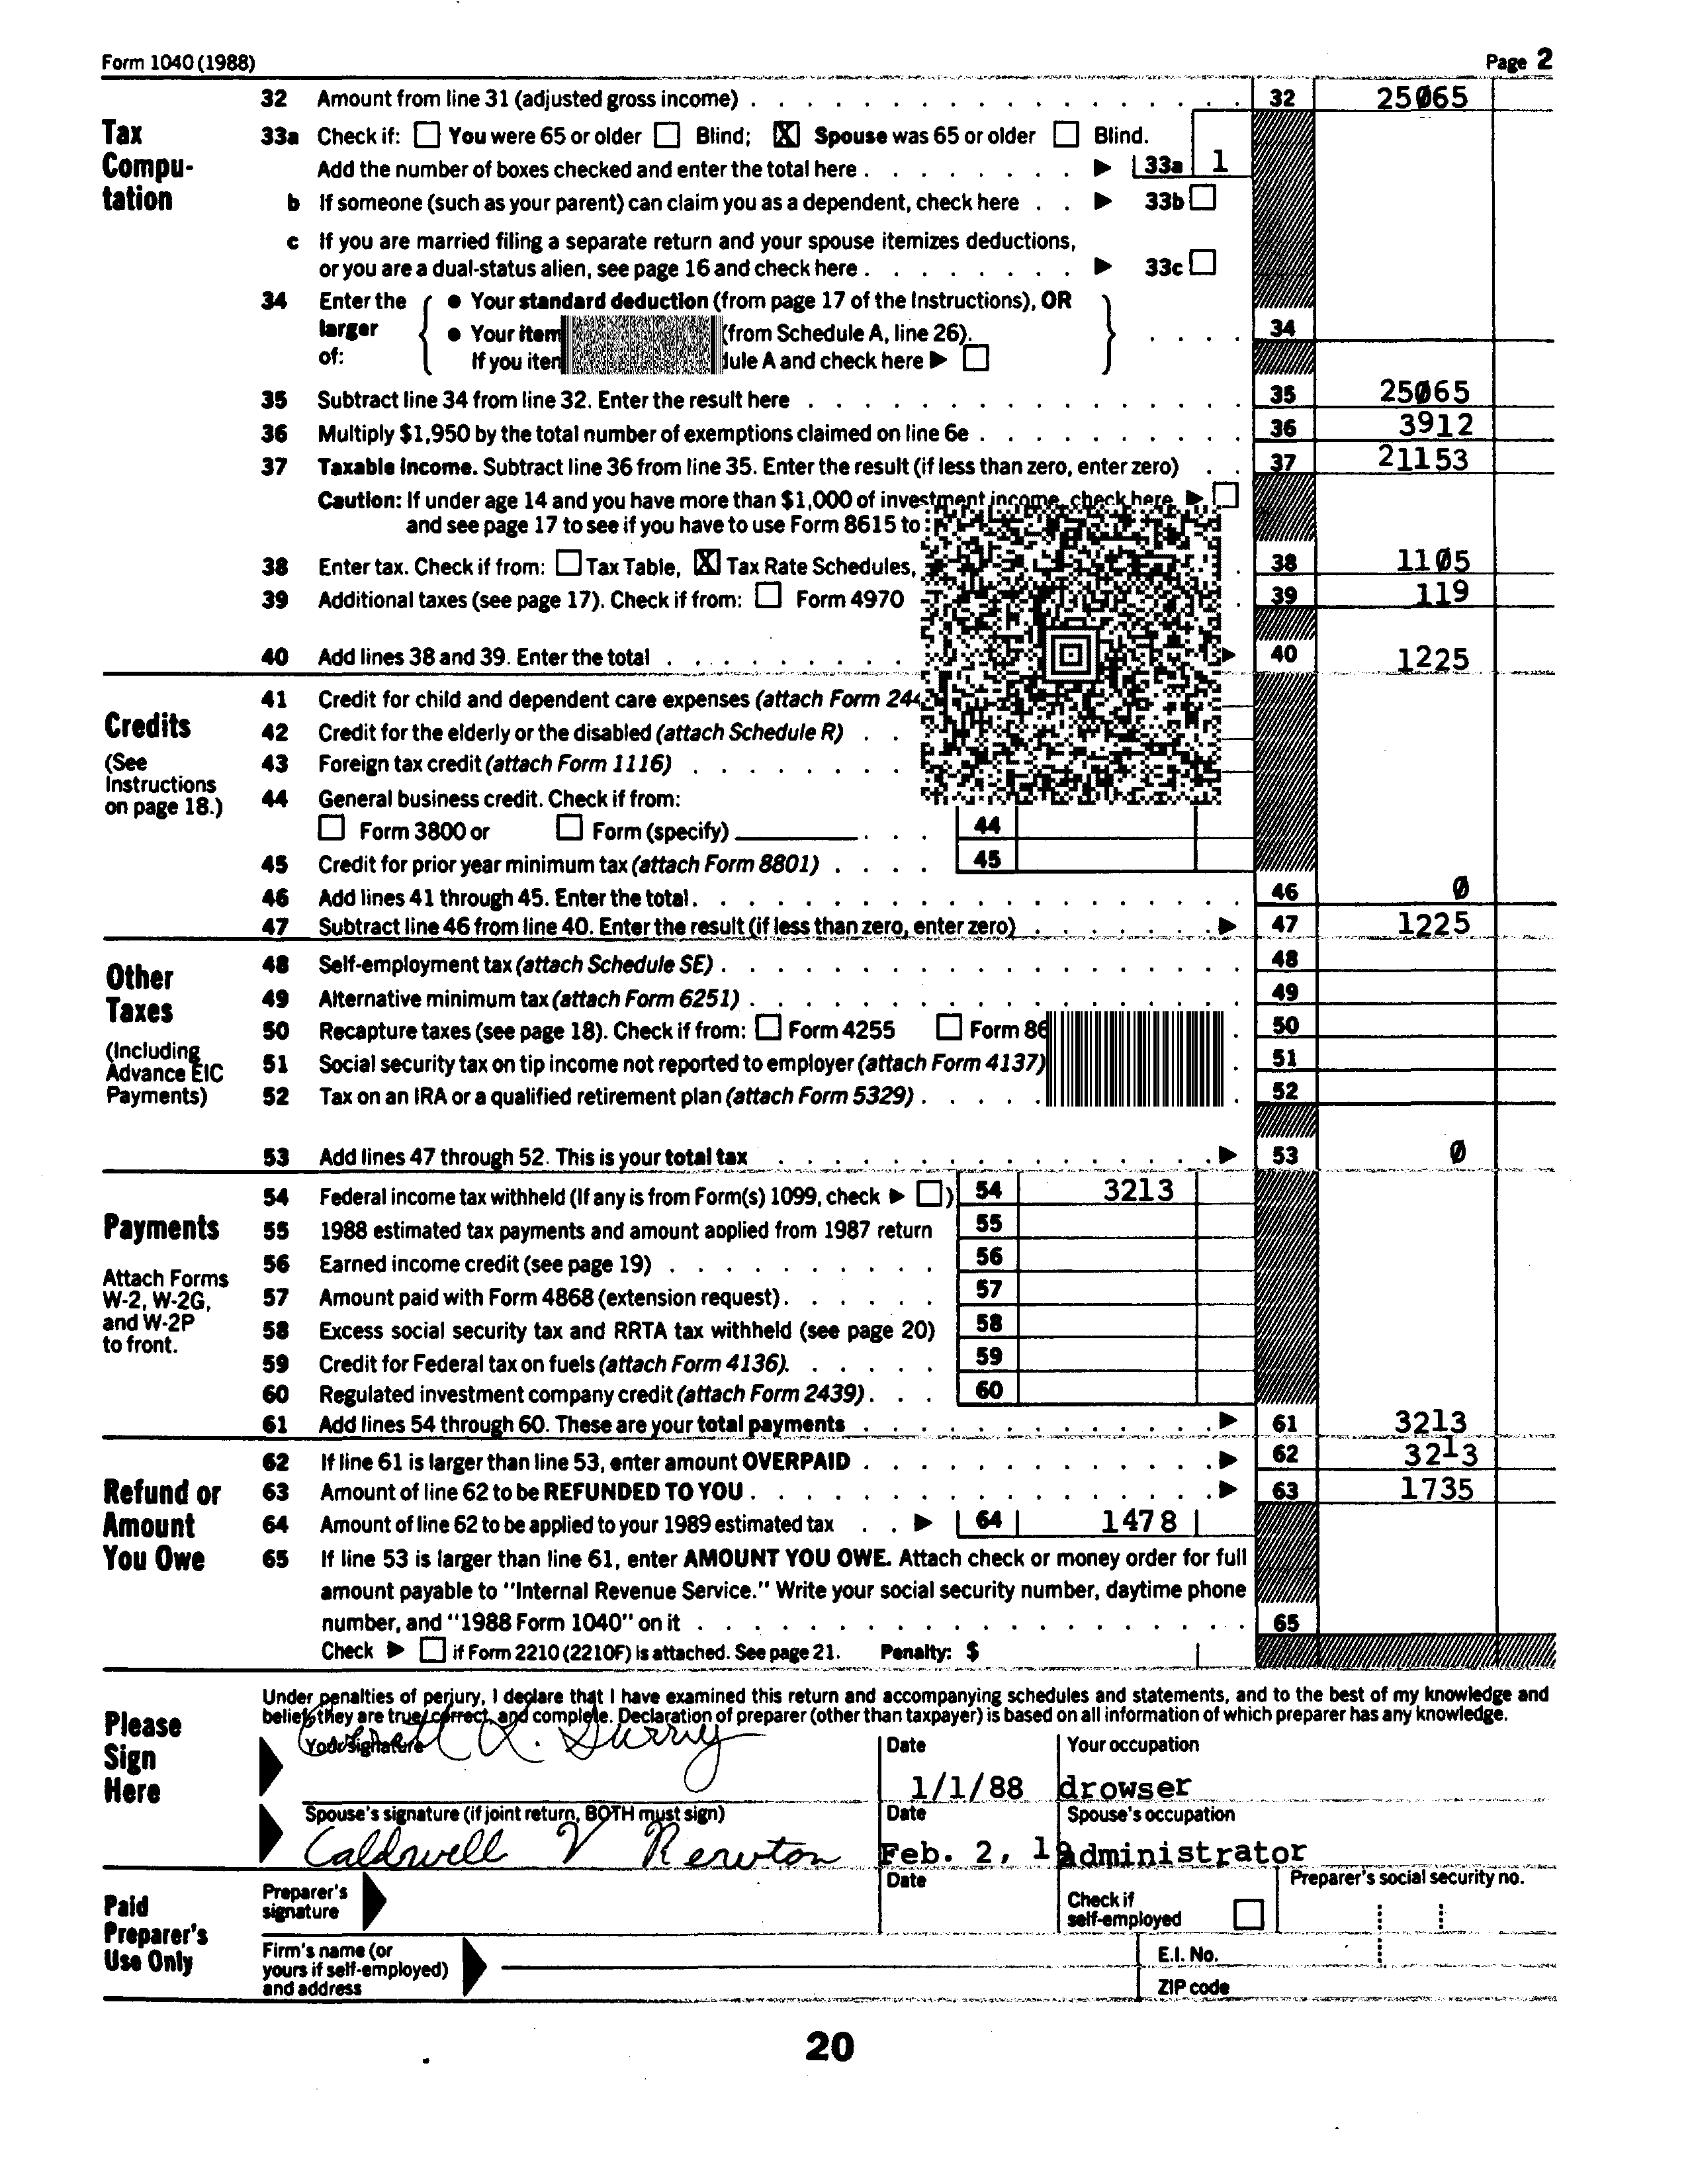 Form 1040 (1988) Page 2
32 Amount from line 31 (adjusted gross income) 32 25065
Tax Compu-tation
33a Check if: You were 65 or older Blind; X Spouse was 65 or older Blind.
Add the number of boxes checked and enter the total here 33a 1
b If someone (such as your parent) can claim you as a dependent, check here 33b
c If you are married filing a separate return and your spouse itemizes deductions,
or you are a dual-status alien, see page 16 and check here 33c
34 Enter the larger of:
• Your standard deduction (from page 17 of the Instructions), OR
• Your item (from Schedule A, line 26). 34
If you iten ule A and check here
35 Subtract line 34 from line 32. Enter the result here 35 25065
36 Multiply $1,950 by the total number of exemptions claimed on line 6e 36 3912
37 Taxable income. Subtract line 36 from line 35. Enter the result (if less than zero, enter zero) 37 21153
Caution: If under age 14 and you have more than $1,000 of investment income, check here
and see page 17 to see if you have to use Form 8615 to
38 Enter tax. Check if from: Tax Table, X Tax Rate Schedules, 38 1105
39 Additional taxes (see page 17). Check if from: Form 4970 39 119
40 Add lines 38 and 39. Enter the total 40 1225
Credits
(See Instructions on page 18.)
41 Credit for child and dependent care expenses (attach Form 244
42 Credit for the elderly or the disabled (attach Schedule R)
43 Foreign tax credit (attach Form 1116)
44 General business credit. Check if from:
Form 3800 or Form (specify) 44
45 Credit for prior year minimum tax (attach Form 8801) 45
46 Add lines 41 through 45. Enter the total. 46 0
47 Subtract line 46 from line 40. Enter the result (if less than zero, enter zero) 47 1225
Other Taxes
(Including Advance EIC Payments)
48 Self-employment tax (attach Schedule SE) 48
49 Alternative minimum tax (attach Form 6251) 49
50 Recapture taxes (see page 18). Check if from: Form 4255 Form 86 50
51 Social security tax on tip income not reported to employer (attach Form 4137) 51
52 Tax on an IRA or a qualified retirement plan (attach Form 5329) 52
53 Add lines 47 through 52. This is your total tax 53 0
Payments
Attach Forms W-2, W-2G, and W-2P to front.
54 Federal income tax withheld (If any is from Form(s) 1099, check ) 54 3213
55 1988 estimated tax payments and amount applied from 1987 return 55
56 Earned income credit (see page 19) 56
57 Amount paid with Form 4868 (extension request) 57
58 Excess social security tax and RRTA tax withheld (see page 20) 58
59 Credit for Federal tax on fuels (attach Form 4136). 59
60 Regulated investment company credit (attach Form 2439) 60
61 Add lines 54 through 60. These are your total payments 61 3213
62 If line 61 is larger than line 53, enter amount OVERPAID 62 3213
Refund or Amount You Owe
63 Amount of line 62 to be REFUNDED TO YOU 63 1735
64 Amount of line 62 to be applied to your 1989 estimated tax 64 1478
65 If line 53 is larger than line 61, enter AMOUNT YOU OWE. Attach check or money order for full
amount payable to "Internal Revenue Service." Write your social security number, daytime phone
number, and "1988 Form 1040" on it 65
Check if Form 2210 (2210F) is attached. See page 21. Penalty: $
Please Sign Here
Under penalties of perjury, I declare that I have examined this return and accompanying schedules and statements, and to the best of my knowledge and
belief, they are true, correct, and complete. Declaration of preparer (other than taxpayer) is based on all information of which preparer has any knowledge.
Your signature Date Your occupation
1/1/88 drowser
Spouse's signature (if joint return, BOTH must sign) Date Spouse's occupation
Caldwell V Newton Feb. 2, 19 administrator
Paid Preparer's Use Only
Preparer's signature Date Check if self-employed Preparer's social security no.
Firm's name (or yours if self-employed) and address E.I. No.
ZIP code
20